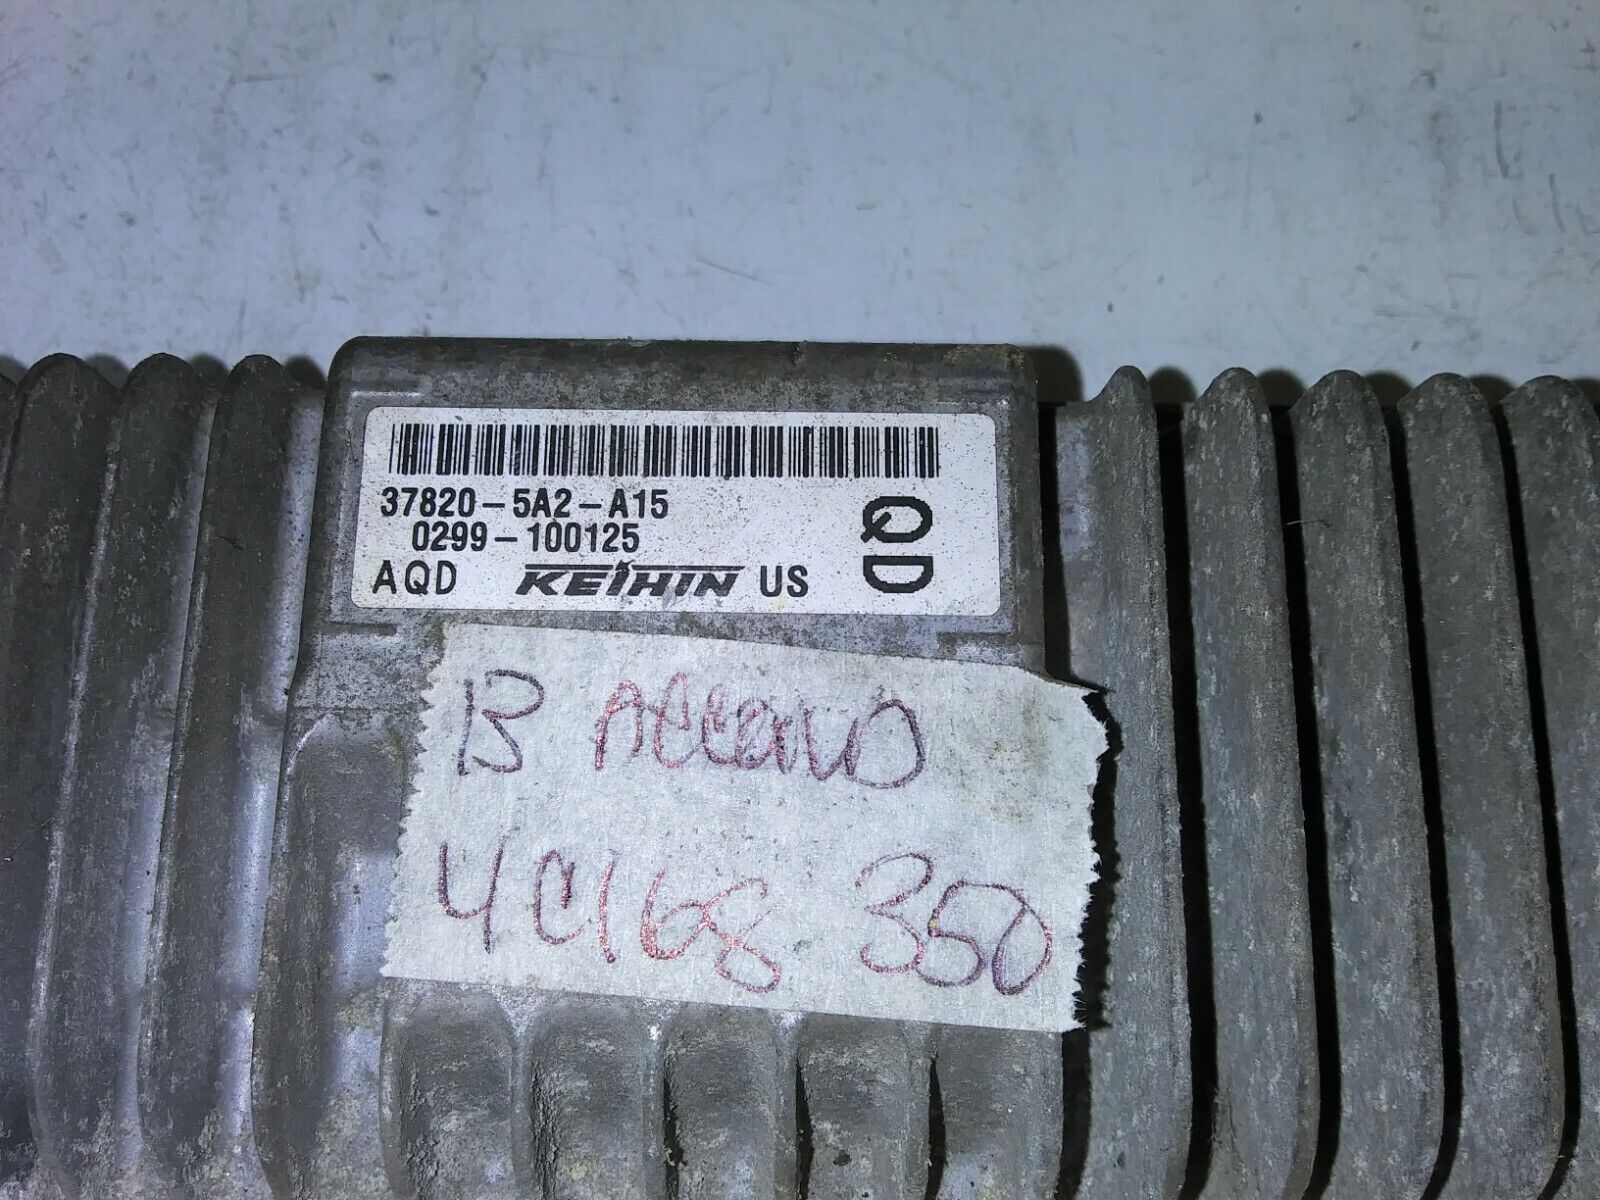 37820-5A2-A15
0299-100125
QD
AQD KEIHIN US
13 ACCORD
4C168 350